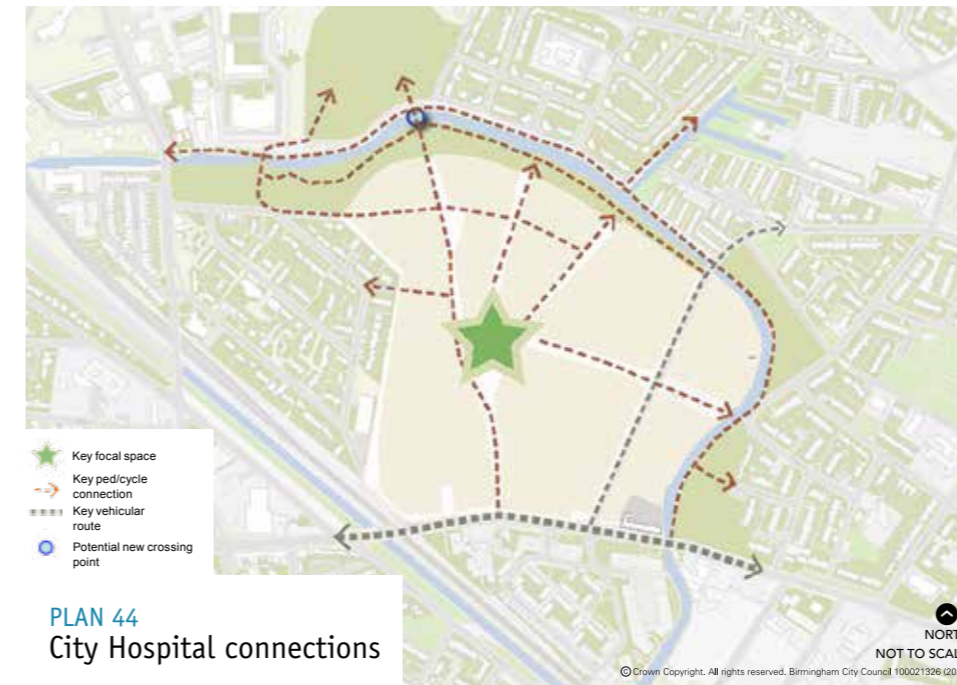 Key focal space
Key ped/cycle
connection
Key vehicular
route
Potential new crossing
point
PLAN 44
City Hospital connections
NORT
NOT TO SCAL
© Crown Copyright. All rights reserved. Birmingham City Council 100021326 (20